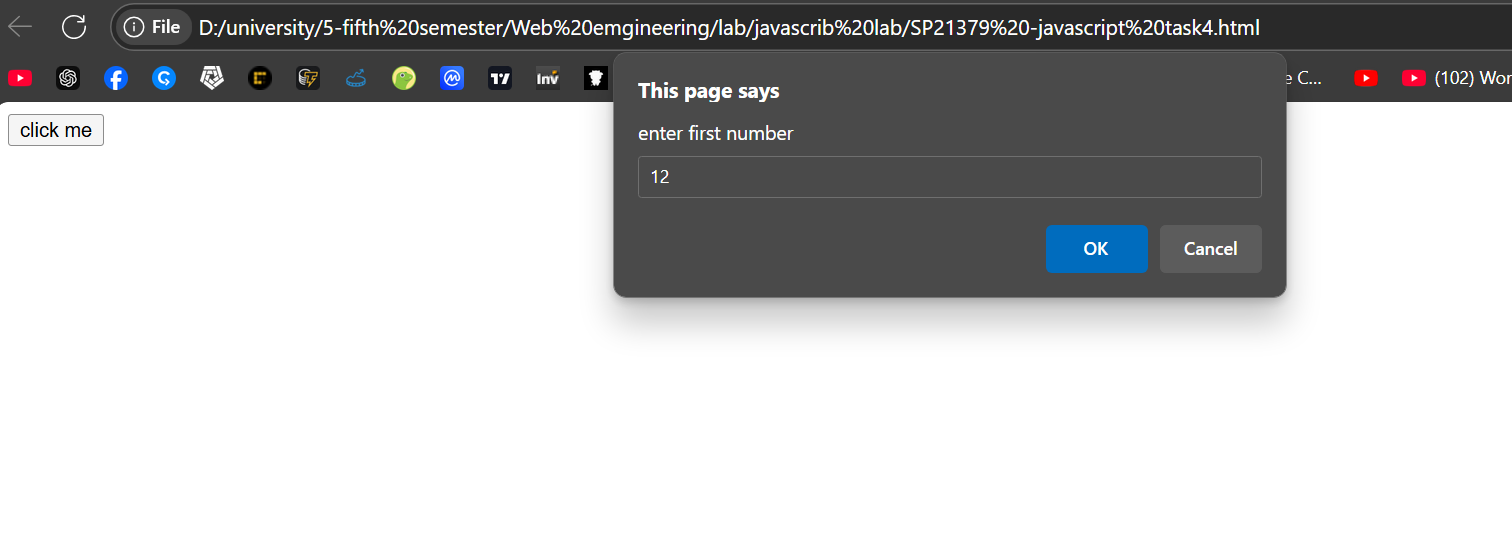 File D:/university/5-fifth%20semester/Web%20emgineering/lab/javascrib%20lab/SP21379%20-javascript%20task4.html
inv
e C...
(102) Wor
click me
This page says
enter first number
12
OK
Cancel